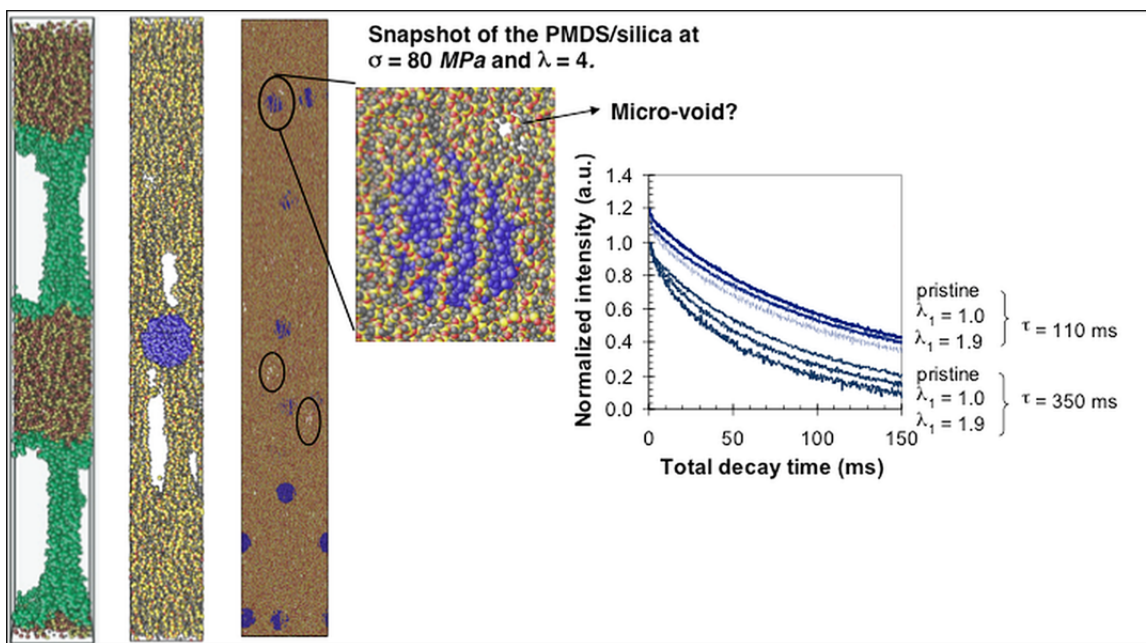 Snapshot of the PMDS/silica at
σ = 80 MPa and λ = 4.
Micro-void?
Normalized intensity (a.u.)
1.4
1.2
1.0
0.8
0.6
0.4
0.2
0.0
0
50
100
150
Total decay time (ms)
pristine
λ₁ = 1.0
λ₁ = 1.9
τ = 110 ms
pristine
λ₁ = 1.0
λ₁ = 1.9
τ = 350 ms